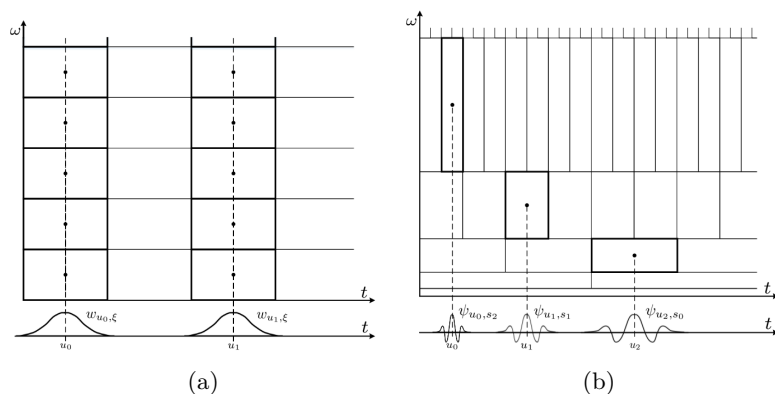 ω
t
w_{u_0,ξ}
w_{u_1,ξ}
t
u_0
u_1
(a)
ω
t
ψ_{u_0,s_2}
ψ_{u_1,s_1}
ψ_{u_2,s_0}
t
u_0
u_1
u_2
(b)